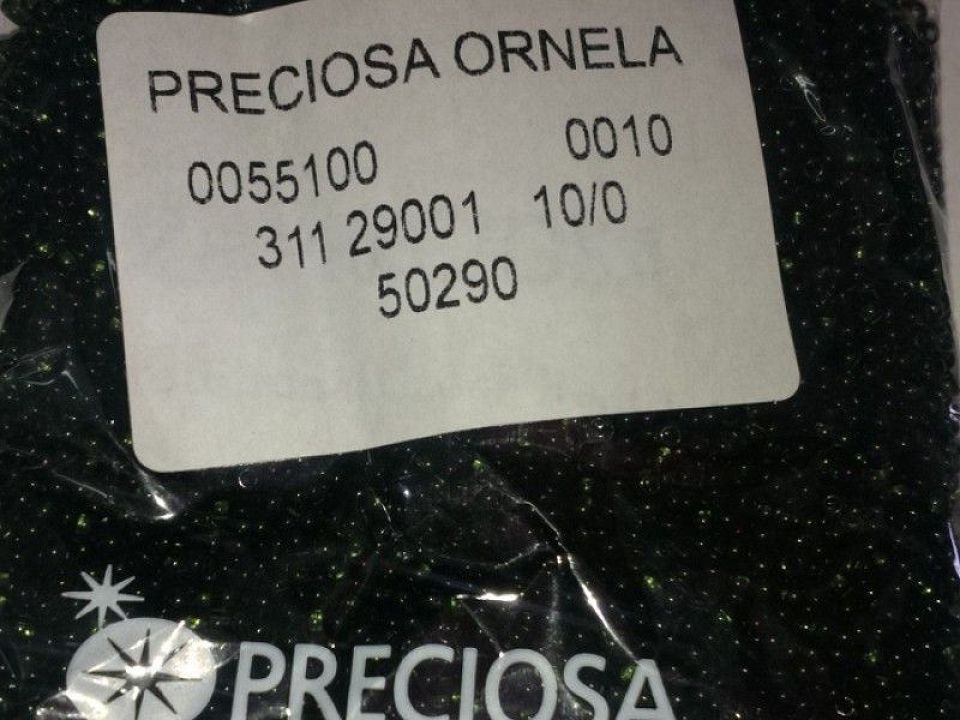 PRECIOSA ORNELA
0055100 0010
311 29001 10/0
50290
PRECIOSA